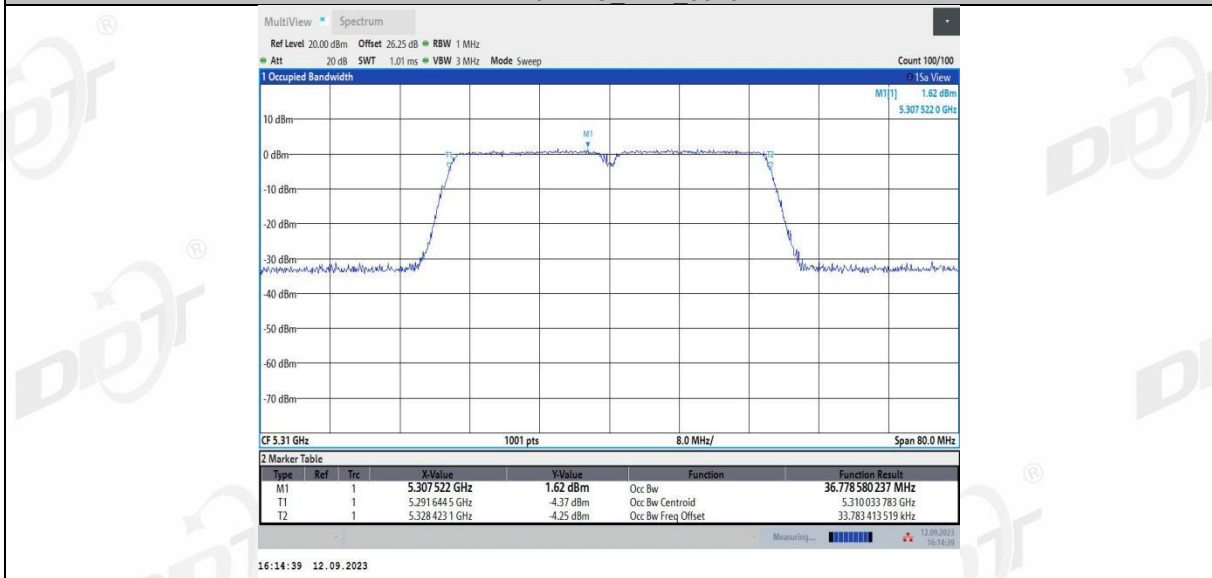 MultiView Spectrum
Ref Level 20.00 dBm Offset 26.25 dB RBW 1 MHz
Att 20 dB SWT 1.01 ms VBW 3 MHz Mode Sweep Count 100/100
1 Occupied Bandwidth 1Sa View
M1[1] 1.62 dBm
5.307 522 0 GHz
10 dBm
M1
0 dBm
T1 T2
-10 dBm
-20 dBm
-30 dBm
-40 dBm
-50 dBm
-60 dBm
-70 dBm
CF 5.31 GHz 1001 pts 8.0 MHz/ Span 80.0 MHz
2 Marker Table
Type Ref Trc X-Value Y-Value Function Function Result
M1 1 5.307 522 GHz 1.62 dBm Occ Bw 36.778 580 237 MHz
T1 1 5.291 644 5 GHz -4.37 dBm Occ Bw Centroid 5.310 033 783 GHz
T2 1 5.328 423 1 GHz -4.25 dBm Occ Bw Freq Offset 33.783 413 519 kHz
Measuring... 12.09.2023
16:14:39
16:14:39 12.09.2023
DDT ®
DDT
DDT ®
DDT
DDT ®